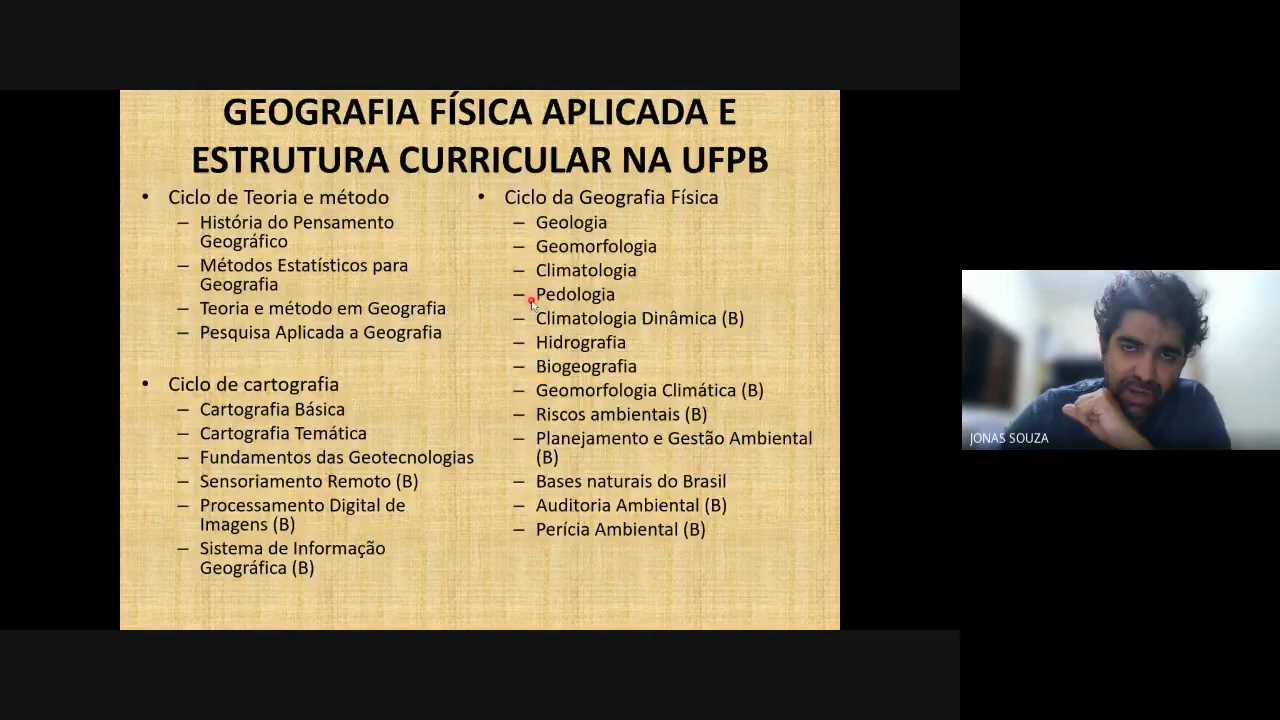 GEOGRAFIA FÍSICA APLICADA E
ESTRUTURA CURRICULAR NA UFPB
• Ciclo de Teoria e método
– História do Pensamento
Geográfico
– Métodos Estatísticos para
Geografia
– Teoria e método em Geografia
– Pesquisa Aplicada a Geografia
• Ciclo de cartografia
– Cartografia Básica
– Cartografia Temática
– Fundamentos das Geotecnologias
– Sensoriamento Remoto (B)
– Processamento Digital de
Imagens (B)
– Sistema de Informação
Geográfica (B)
• Ciclo da Geografia Física
– Geologia
– Geomorfologia
– Climatologia
– Pedologia
– Climatologia Dinâmica (B)
– Hidrografia
– Biogeografia
– Geomorfologia Climática (B)
– Riscos ambientais (B)
– Planejamento e Gestão Ambiental
(B)
– Bases naturais do Brasil
– Auditoria Ambiental (B)
– Perícia Ambiental (B)
JONAS SOUZA